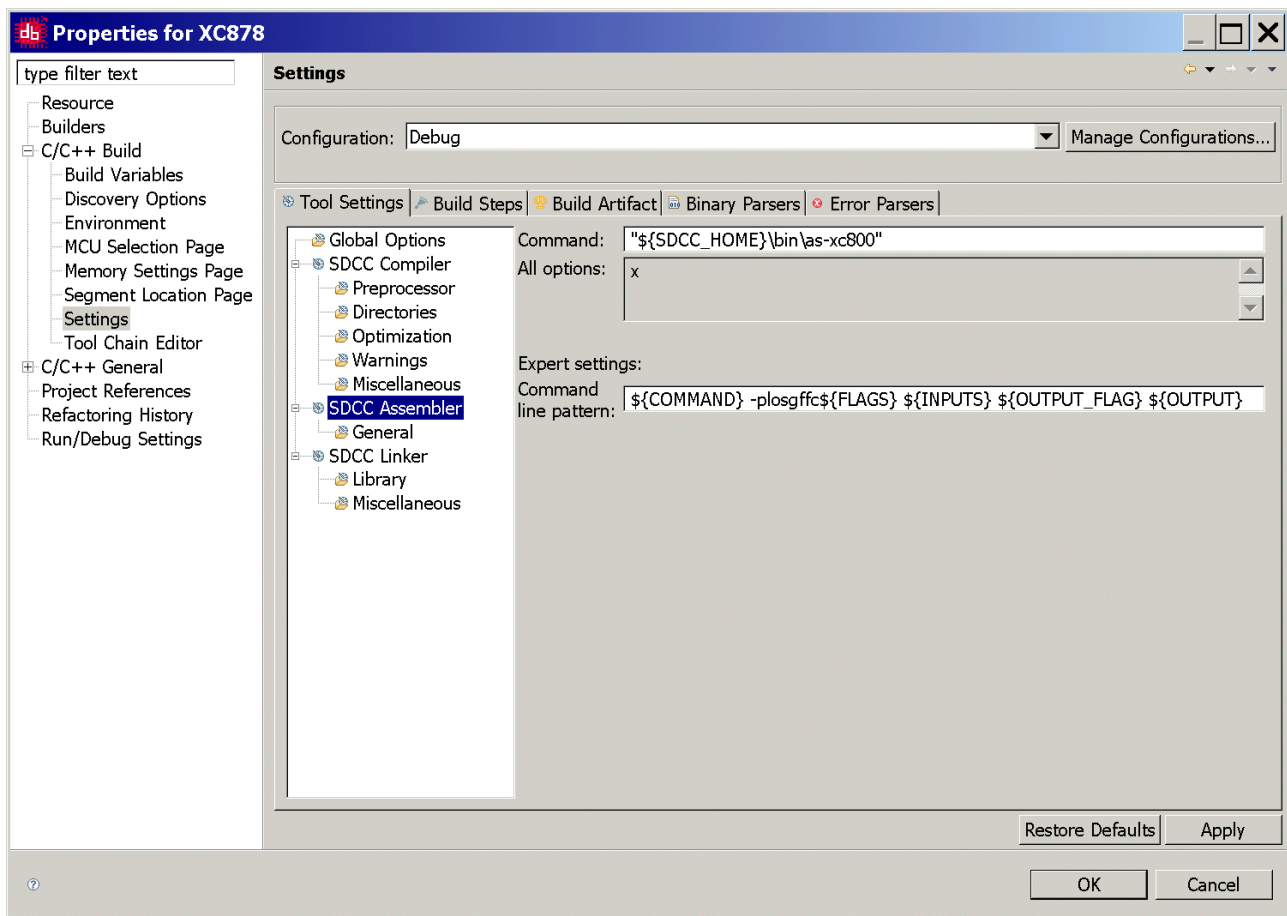 Properties for XC878
type filter text
Resource
Builders
C/C++ Build
Build Variables
Discovery Options
Environment
MCU Selection Page
Memory Settings Page
Segment Location Page
Settings
Tool Chain Editor
C/C++ General
Project References
Refactoring History
Run/Debug Settings
Settings
Configuration: Debug Manage Configurations...
Tool Settings Build Steps Build Artifact Binary Parsers Error Parsers
Global Options
SDCC Compiler
Preprocessor
Directories
Optimization
Warnings
Miscellaneous
SDCC Assembler
General
SDCC Linker
Library
Miscellaneous
Command: "${SDCC_HOME}\bin\as-xc800"
All options: x
Expert settings:
Command
line pattern: ${COMMAND} -plosgffc${FLAGS} ${INPUTS} ${OUTPUT_FLAG} ${OUTPUT}
Restore Defaults Apply
? OK Cancel